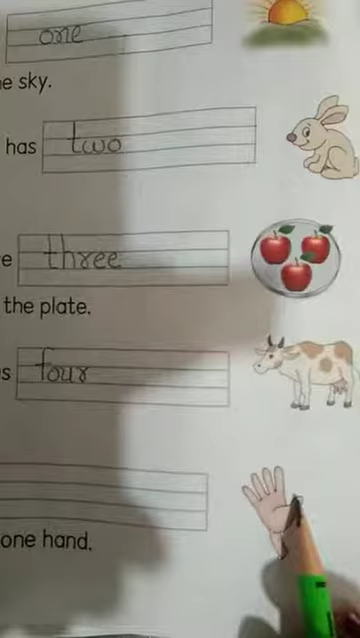 one
e sky.
has two
e three
the plate.
s four
one hand.